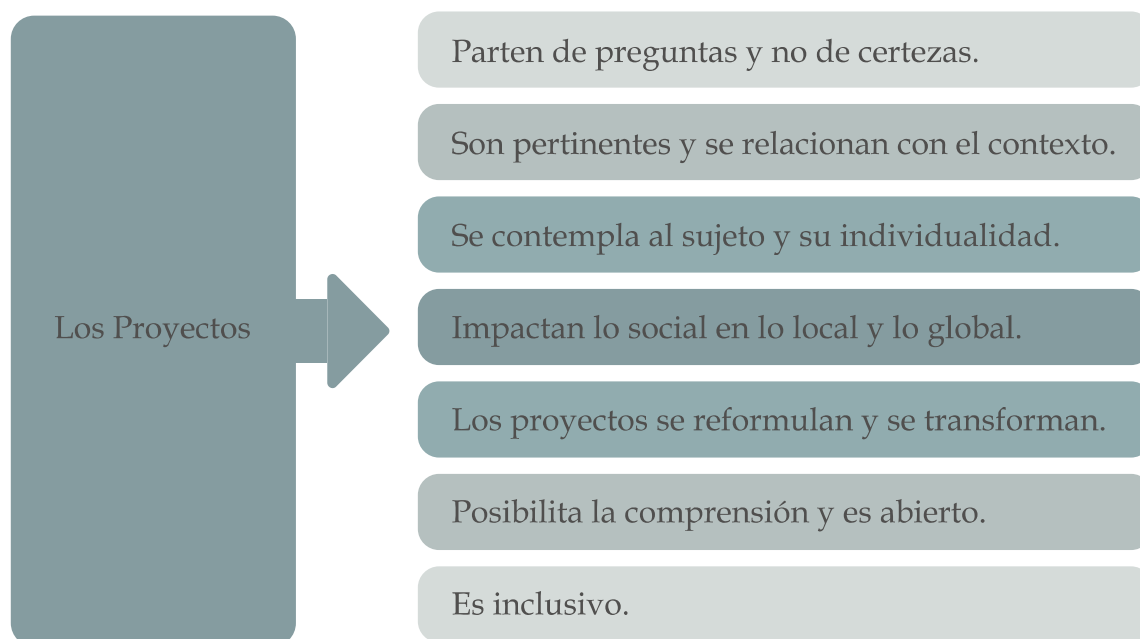 Los Proyectos
Parten de preguntas y no de certezas.
Son pertinentes y se relacionan con el contexto.
Se contempla al sujeto y su individualidad.
Impactan lo social en lo local y lo global.
Los proyectos se reformulan y se transforman.
Posibilita la comprensión y es abierto.
Es inclusivo.